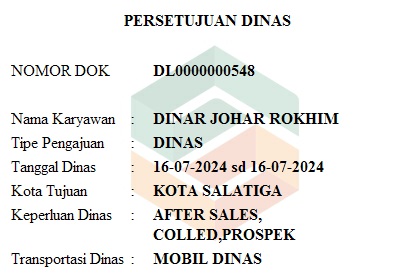 PERSETUJUAN DINAS
NOMOR DOK DL0000000548
Nama Karyawan : DINAR JOHAR ROKHIM
Tipe Pengajuan : DINAS
Tanggal Dinas : 16-07-2024 sd 16-07-2024
Kota Tujuan : KOTA SALATIGA
Keperluan Dinas : AFTER SALES,
COLLED,PROSPEK
Transportasi Dinas : MOBIL DINAS